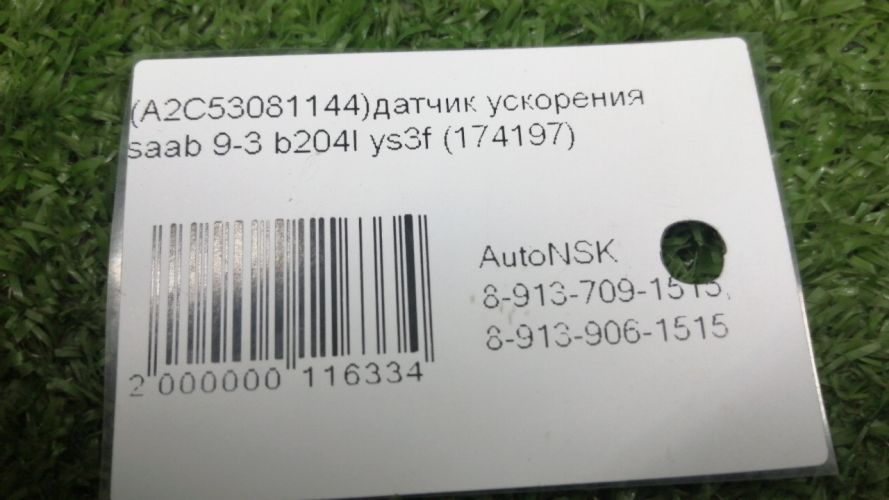 (A2C53081144)датчик ускорения
saab 9-3 b204l ys3f (174197)
AutoNSK
8-913-709-1515,
8-913-906-1515
2 000000 116334